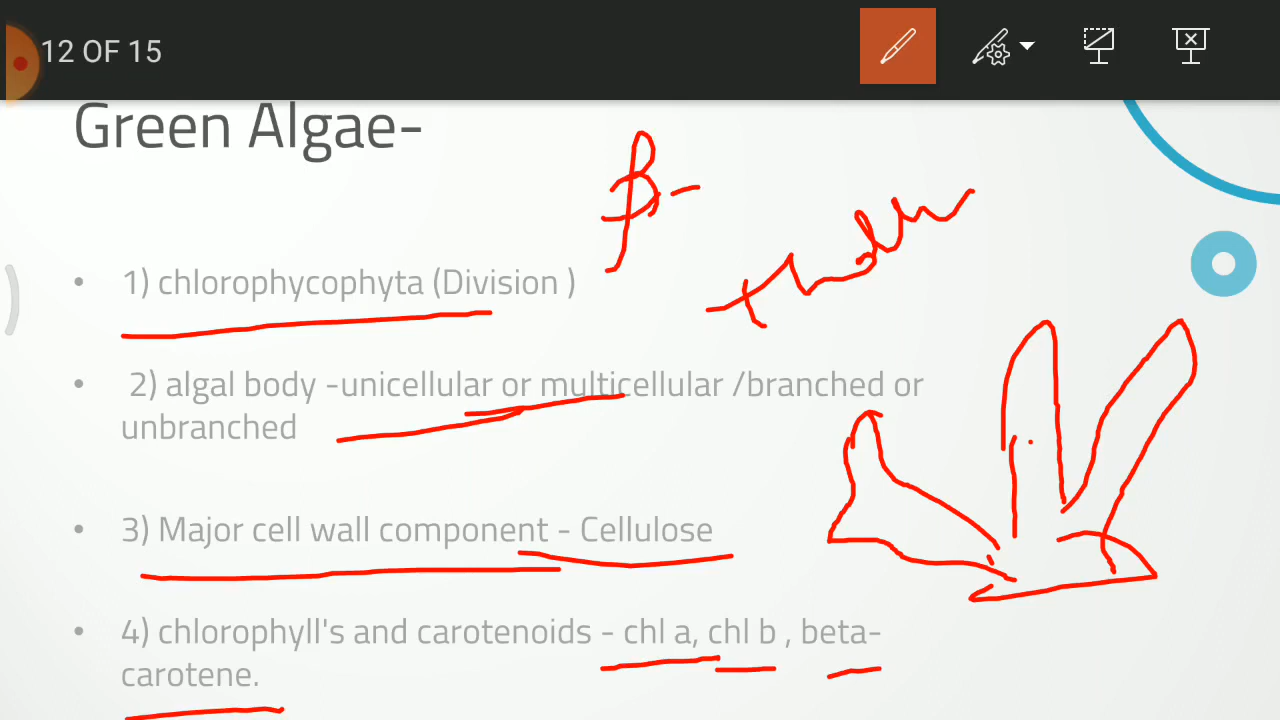 12 OF 15
Green Algae-
β-
• 1) chlorophycophyta (Division )
• 2) algal body -unicellular or multicellular /branched or
unbranched
• 3) Major cell wall component - Cellulose
• 4) chlorophyll's and carotenoids - chl a, chl b , beta-
carotene.